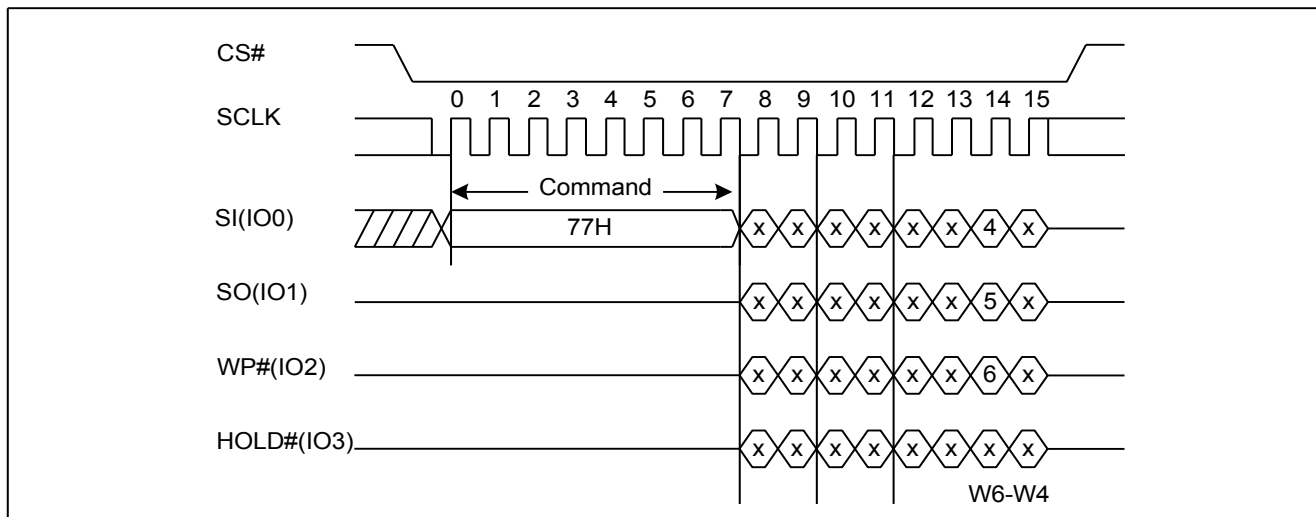 CS#
0 1 2 3 4 5 6 7 8 9 10 11 12 13 14 15
SCLK
Command
SI(IO0) 77H x x x x x x 4 x
SO(IO1) x x x x x x 5 x
WP#(IO2) x x x x x x 6 x
HOLD#(IO3) x x x x x x x x
W6-W4